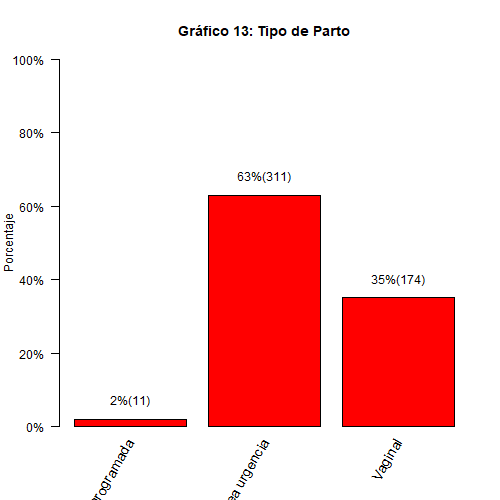 Gráfico 13: Tipo de Parto
Porcentaje
100%
80%
60%
40%
20%
0%
2%(11)
63%(311)
35%(174)
rogramada
ea urgencia
Vaginal